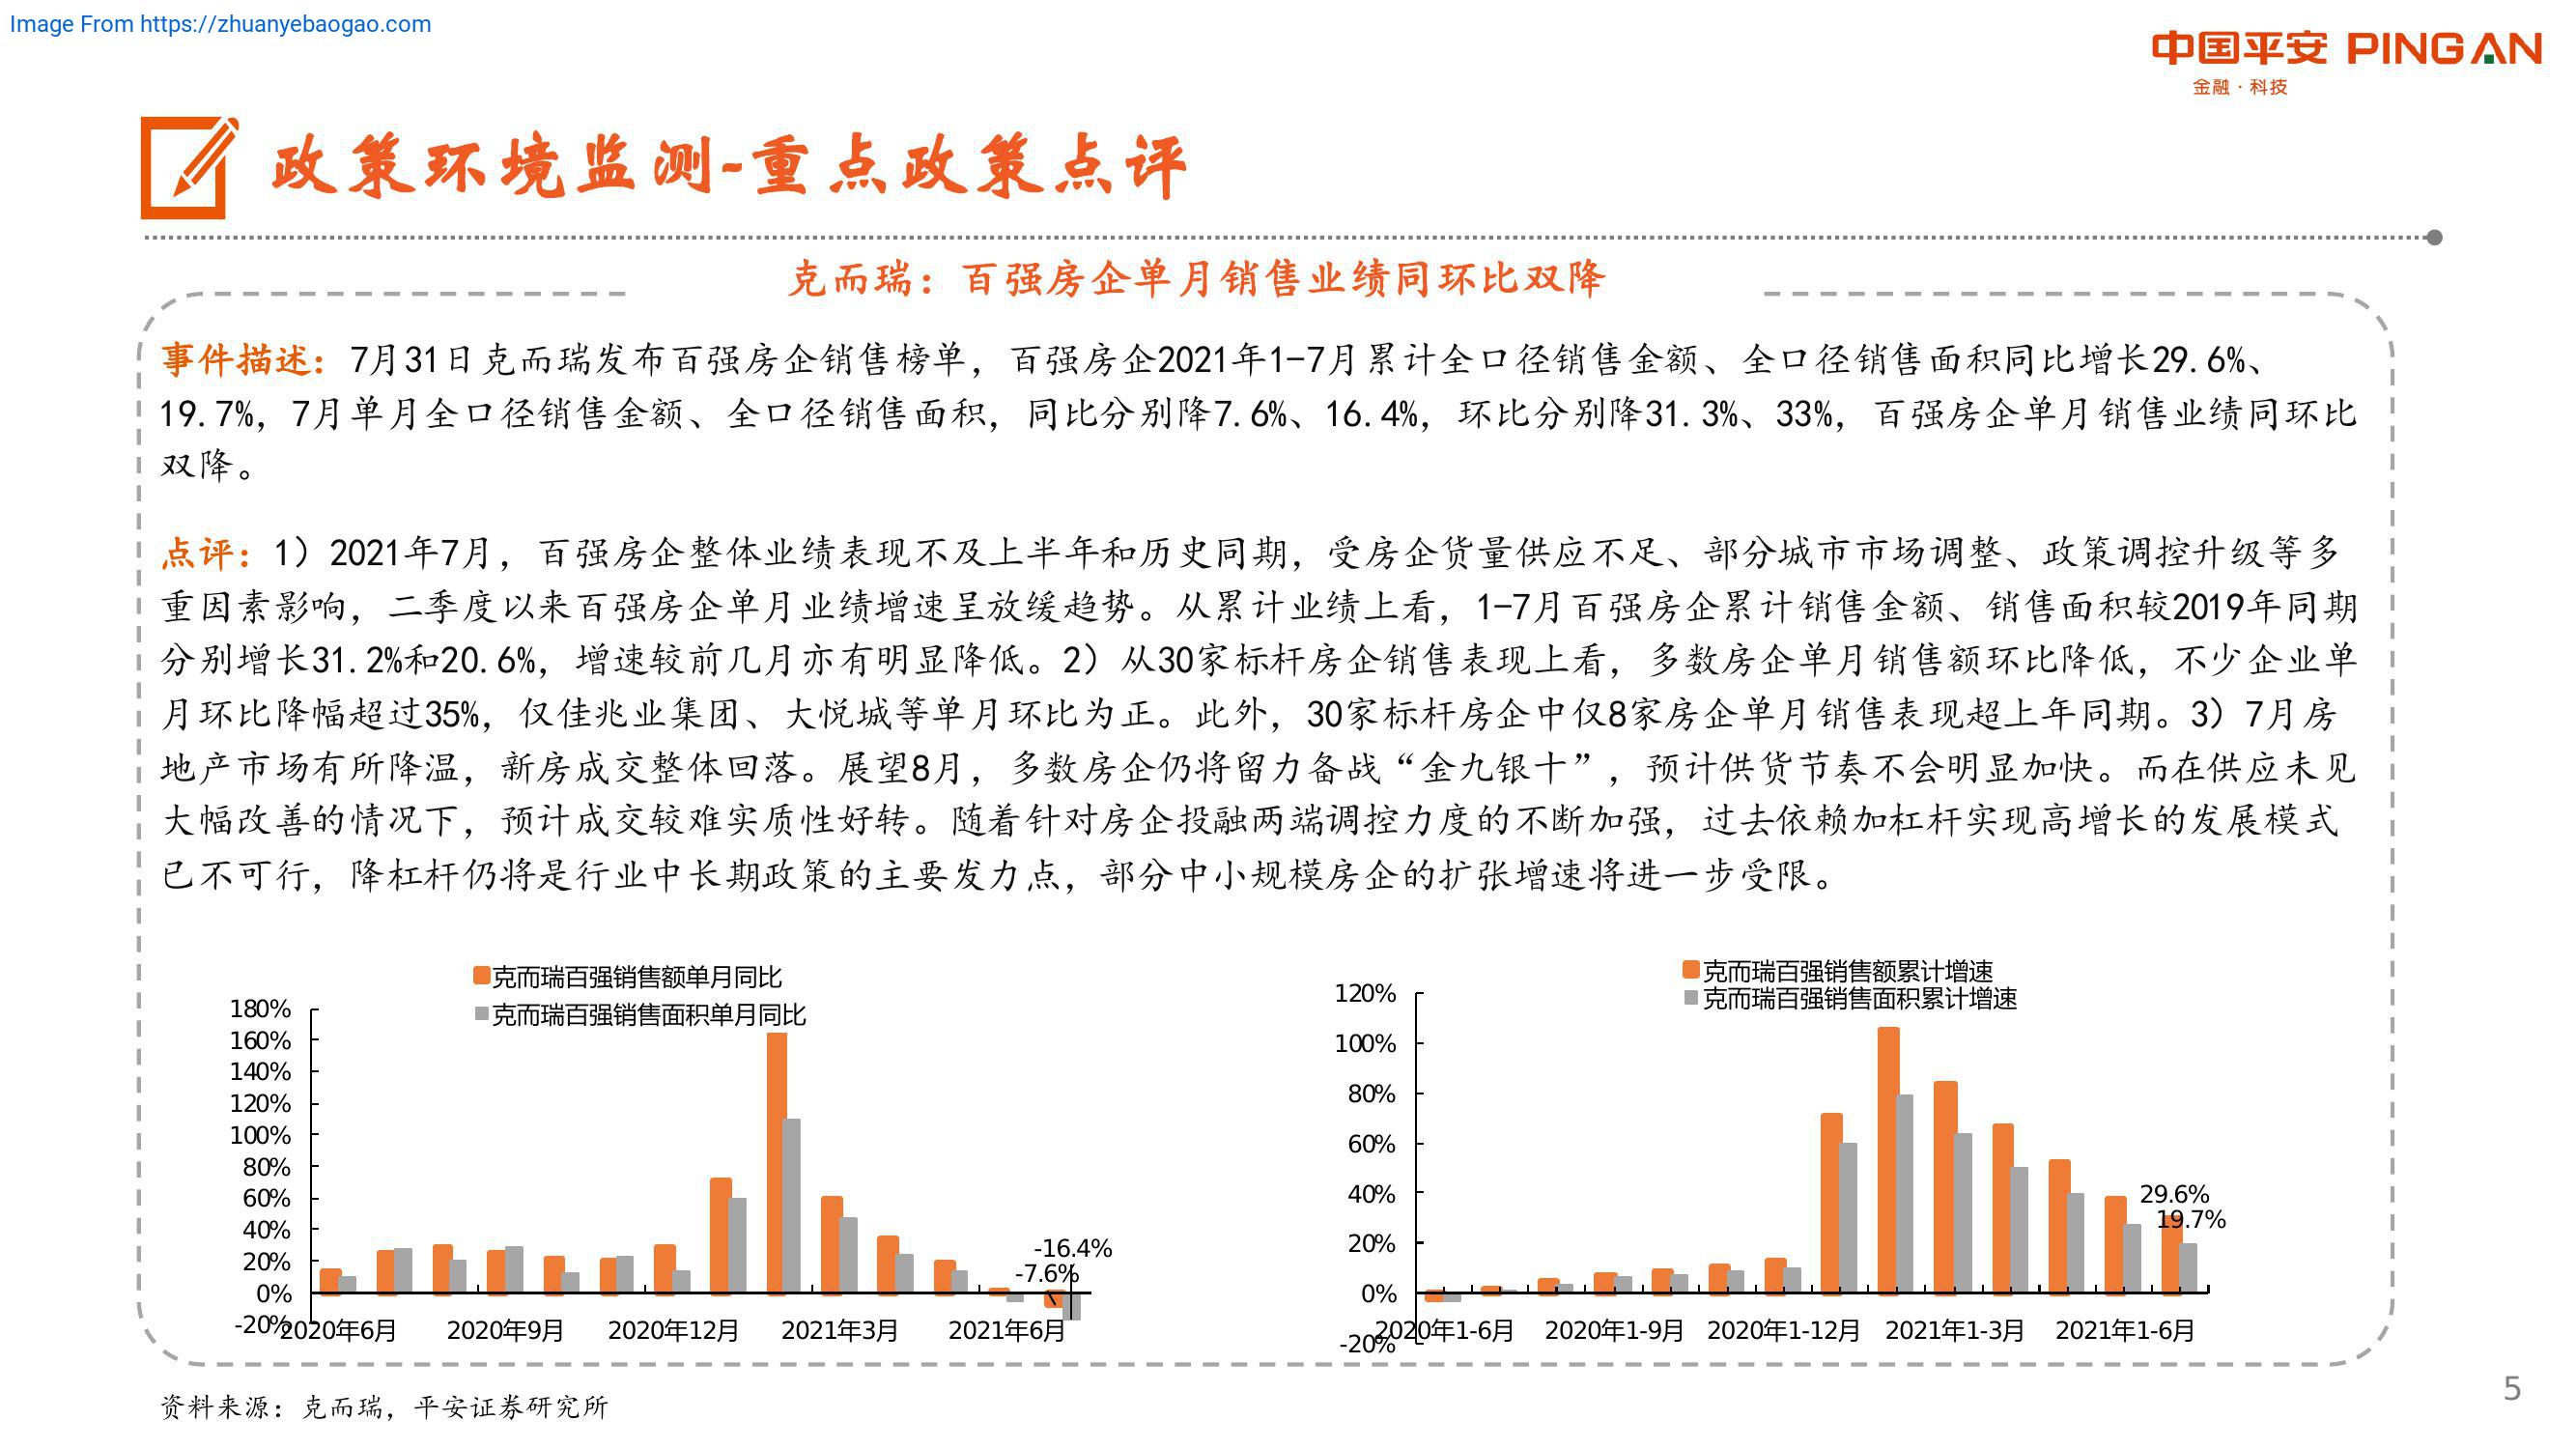 Image From https://zhuanyebaogao.com
中国平安 PINGAN
金融·科技
政策环境监测-重点政策点评
克而瑞：百强房企单月销售业绩同环比双降
事件描述：7月31日克而瑞发布百强房企销售榜单，百强房企2021年1-7月累计全口径销售金额、全口径销售面积同比增长29.6%、
19.7%，7月单月全口径销售金额、全口径销售面积，同比分别降7.6%、16.4%，环比分别降31.3%、33%，百强房企单月销售业绩同环比
双降。
点评：1）2021年7月，百强房企整体业绩表现不及上半年和历史同期，受房企货量供应不足、部分城市市场调整、政策调控升级等多
重因素影响，二季度以来百强房企单月业绩增速呈放缓趋势。从累计业绩上看，1-7月百强房企累计销售金额、销售面积较2019年同期
分别增长31.2%和20.6%，增速较前几月亦有明显降低。2）从30家标杆房企销售表现上看，多数房企单月销售额环比降低，不少企业单
月环比降幅超过35%，仅佳兆业集团、大悦城等单月环比为正。此外，30家标杆房企中仅8家房企单月销售表现超上年同期。3）7月房
地产市场有所降温，新房成交整体回落。展望8月，多数房企仍将留力备战“金九银十”，预计供货节奏不会明显加快。而在供应未见
大幅改善的情况下，预计成交较难实质性好转。随着针对房企投融两端调控力度的不断加强，过去依赖加杠杆实现高增长的发展模式
已不可行，降杠杆仍将是行业中长期政策的主要发力点，部分中小规模房企的扩张增速将进一步受限。
克而瑞百强销售额单月同比
克而瑞百强销售面积单月同比
180%
160%
140%
120%
100%
80%
60%
40%
20%
0%
-20%
-16.4%
-7.6%
2020年6月 2020年9月 2020年12月 2021年3月 2021年6月
克而瑞百强销售额累计增速
克而瑞百强销售面积累计增速
120%
100%
80%
60%
40%
20%
0%
-20%
29.6%
19.7%
2020年1-6月 2020年1-9月 2020年1-12月 2021年1-3月 2021年1-6月
资料来源：克而瑞，平安证券研究所
5